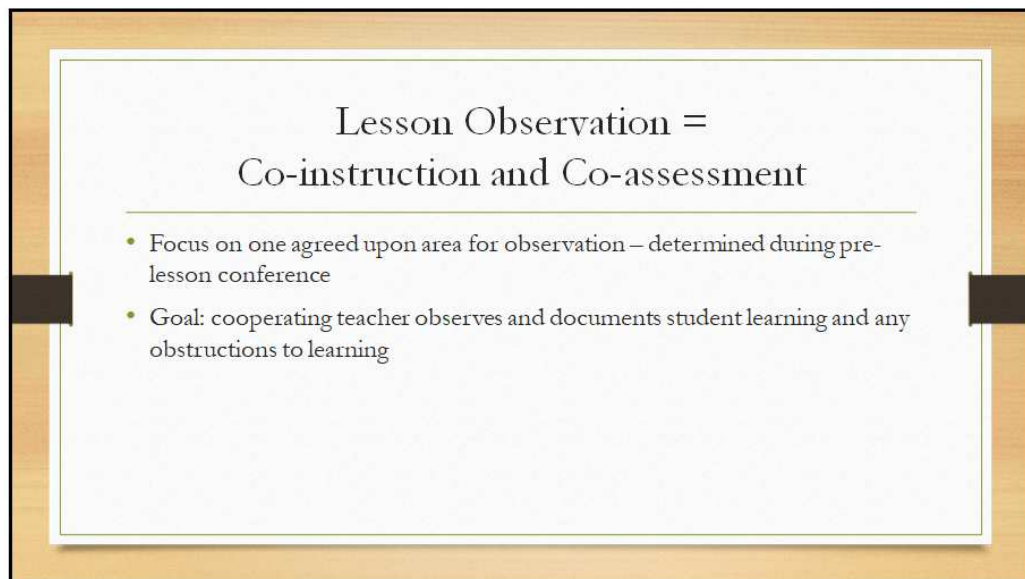 Lesson Observation =
Co-instruction and Co-assessment
• Focus on one agreed upon area for observation – determined during pre-
lesson conference
• Goal: cooperating teacher observes and documents student learning and any
obstructions to learning